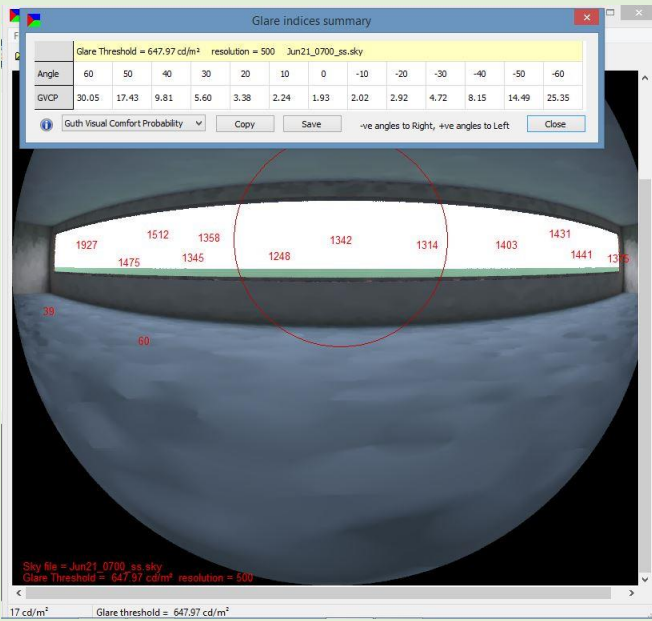 Glare indices summary
Glare Threshold = 647.97 cd/m² resolution = 500 Jun21_0700_ss.sky
Angle 60 50 40 30 20 10 0 -10 -20 -30 -40 -50 -60
GVCP 30.05 17.43 9.81 5.60 3.38 2.24 1.93 2.02 2.92 4.72 8.15 14.49 25.35
Guth Visual Comfort Probability Copy Save -ve angles to Right, +ve angles to Left Close
1927 1512 1358 1342 1314 1403 1431
1475 1345 1248 1441
39
60
Sky file = Jun21_0700_ss.sky
Glare Threshold = 647.97 cd/m² resolution = 500
17 cd/m² Glare threshold = 647.97 cd/m²